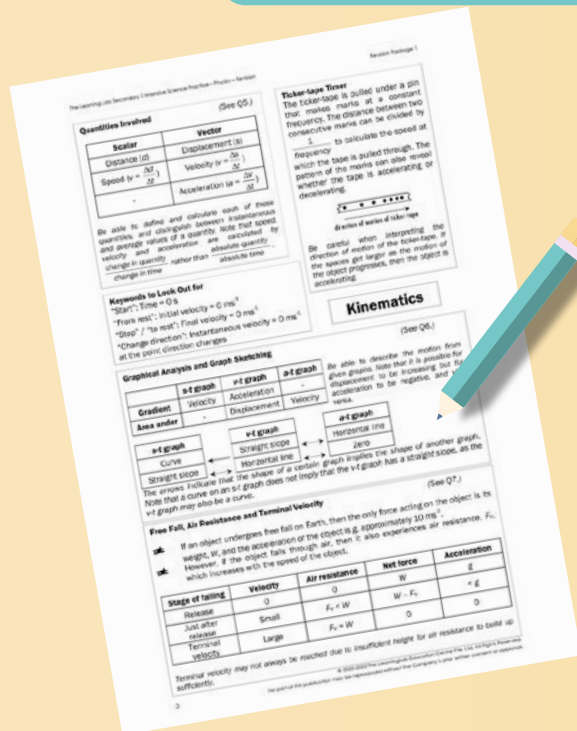 The Learning Lab Secondary 3 Intensive Science Practice – Physics – Revision
Revision Package 1
Quantities Involved
(See Q5.)
Scalar Vector
Distance (d) Displacement (s)
Speed (v = Δd/Δt) Velocity (v = Δs/Δt)
- Acceleration (a = Δv/Δt)
Be able to define and calculate each of these
quantities, and distinguish between instantaneous
and average values of a quantity. Note that speed,
velocity and acceleration are calculated by
change in quantity/change in time rather than absolute quantity/absolute time.
Keywords to Look Out for
"Start": Time = 0 s
"From rest": Initial velocity = 0 ms⁻¹
"Stop" / "to rest": Final velocity = 0 ms⁻¹
"Change direction": Instantaneous velocity = 0 ms⁻¹
at the point direction changes
Ticker-tape Timer
The ticker-tape is pulled under a pin
that makes marks at a constant
frequency. The distance between two
consecutive marks can be divided by
1/frequency to calculate the speed at
which the tape is pulled through. The
pattern of the marks can also reveal
whether the tape is accelerating or
decelerating.
direction of motion of ticker tape
Be careful when interpreting the
direction of motion of the ticker-tape. If
the spaces get larger as the motion of
the object progresses, then the object is
accelerating.
Kinematics
Graphical Analysis and Graph Sketching
(See Q6.)
s-t graph v-t graph a-t graph
Gradient Velocity Acceleration -
Area under - Displacement Velocity
Be able to describe the motion from
given graphs. Note that it is possible for
displacement to be increasing but for
acceleration to be negative, and
versa.
s-t graph v-t graph a-t graph
Curve Straight slope Horizontal line
Straight slope Horizontal line Zero
The arrows indicate that the shape of a certain graph implies the shape of another graph.
Note that a curve on an s-t graph does not imply that the v-t graph has a straight slope, as the
v-t graph may also be a curve.
Free Fall, Air Resistance and Terminal Velocity
(See Q7.)
If an object undergoes free fall on Earth, then the only force acting on the object is its
weight, W, and the acceleration of the object is g, approximately 10 ms⁻².
However, if the object falls through air, then it also experiences air resistance, Fᵥ,
which increases with the speed of the object.
Stage of falling Velocity Air resistance Net force Acceleration
Release 0 0 W g
Just after release Small Fᵥ < W W – Fᵥ < g
Terminal velocity Large Fᵥ = W 0 0
Terminal velocity may not always be reached due to insufficient height for air resistance to build up
sufficiently.
3